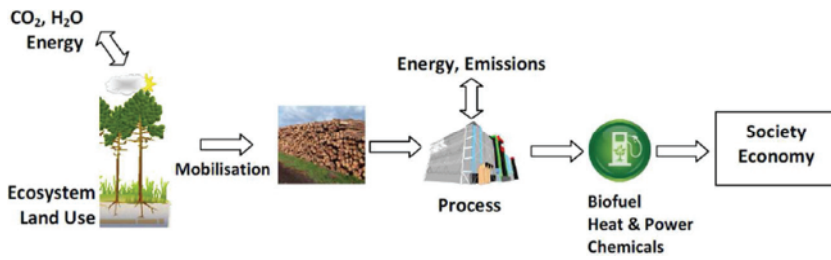 CO₂, H₂O
Energy
Ecosystem
Land Use
Mobilisation
Energy, Emissions
Process
Biofuel
Heat & Power
Chemicals
Society
Economy